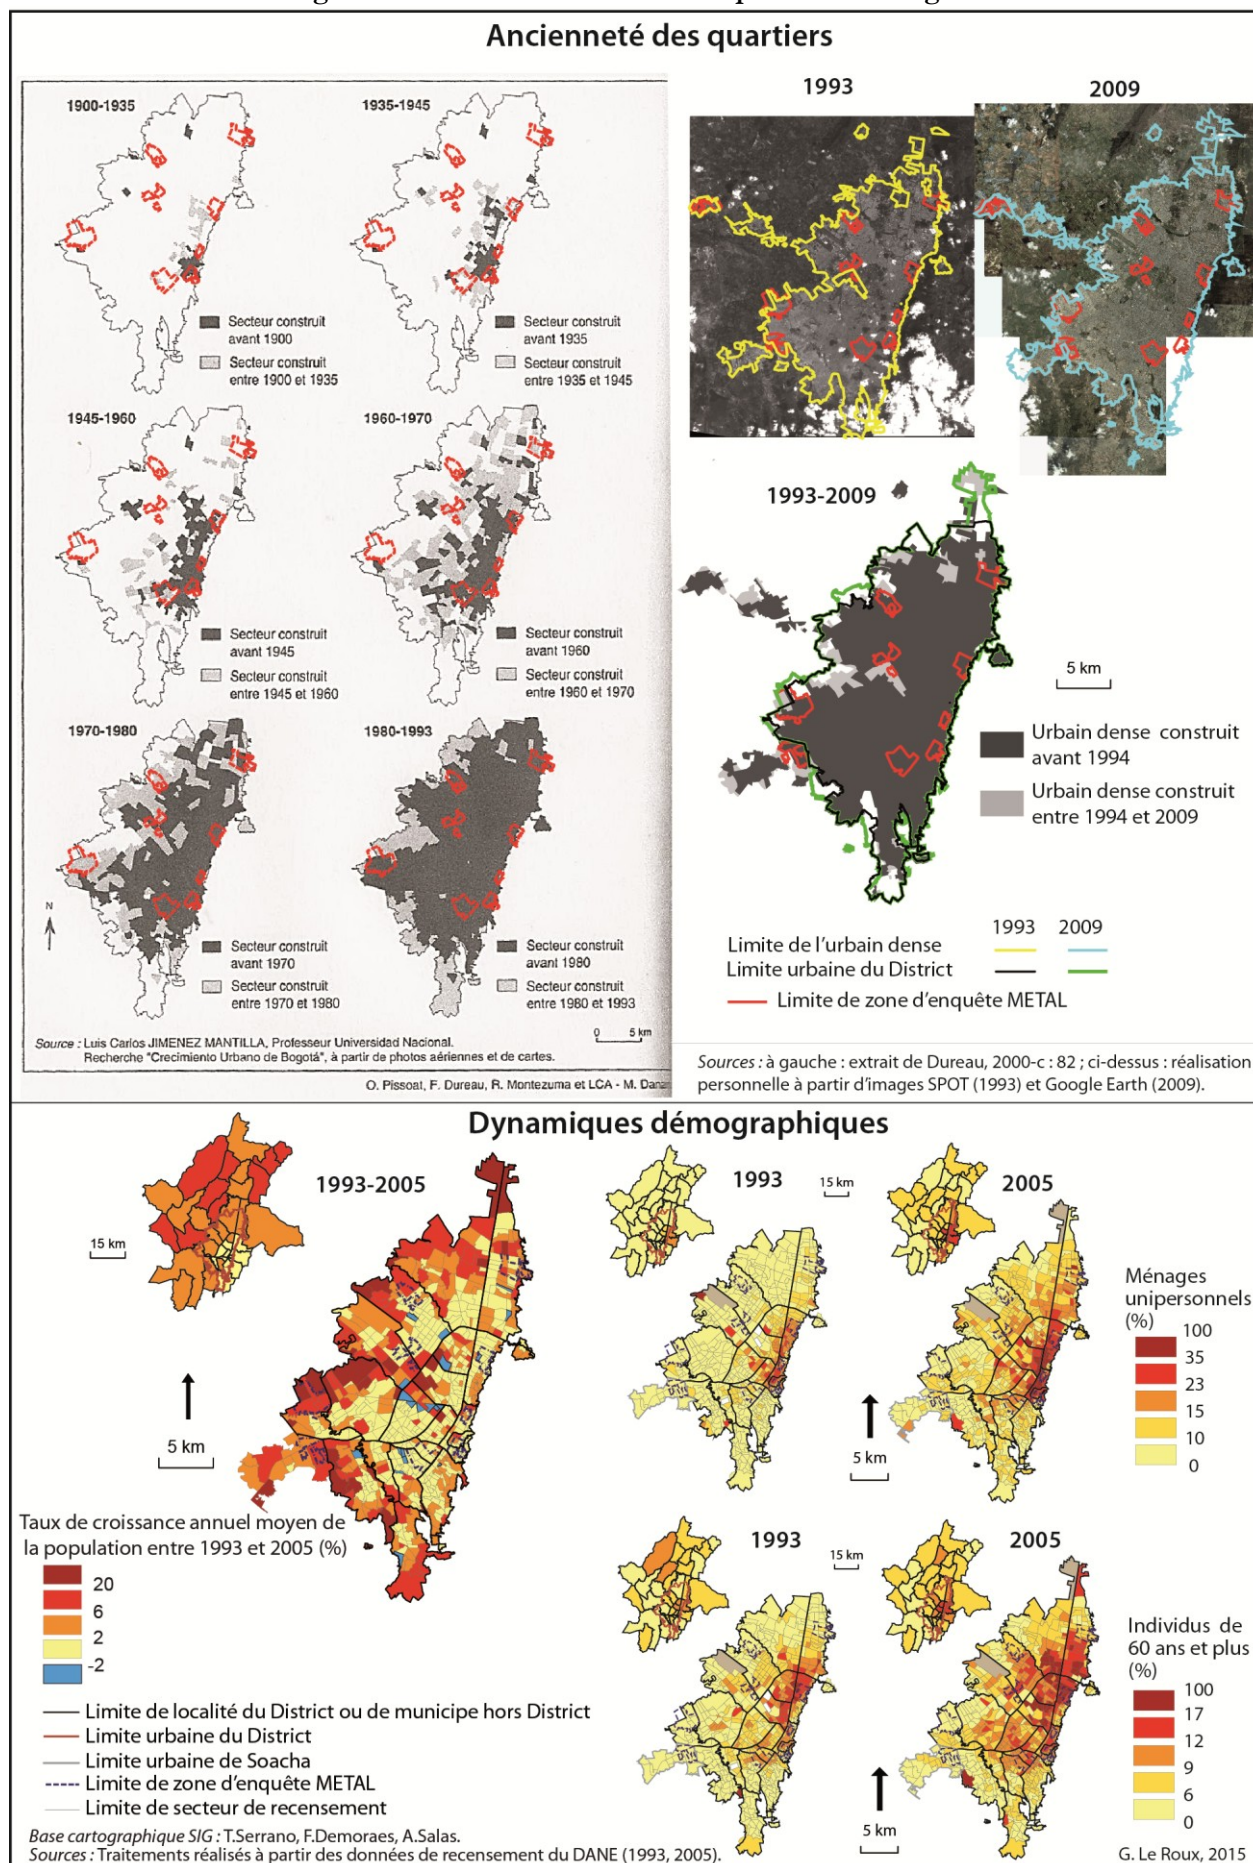 Ancienneté des quartiers
1900-1935
Secteur construit
avant 1900
Secteur construit
entre 1900 et 1935
1935-1945
Secteur construit
avant 1935
Secteur construit
entre 1935 et 1945
1945-1960
Secteur construit
avant 1945
Secteur construit
entre 1945 et 1960
1960-1970
Secteur construit
avant 1960
Secteur construit
entre 1960 et 1970
1970-1980
N
Secteur construit
avant 1970
Secteur construit
entre 1970 et 1980
1980-1993
Secteur construit
avant 1980
Secteur construit
entre 1980 et 1993
0 5 km
Source : Luis Carlos JIMENEZ MANTILLA, Professeur Universidad Nacional.
Recherche "Crecimiento Urbano de Bogotá", à partir de photos aériennes et de cartes.
O. Pissoat, F. Dureau, R. Montezuma et LCA - M. Danar
1993
2009
1993-2009
5 km
Urbain dense construit
avant 1994
Urbain dense construit
entre 1994 et 2009
1993 2009
Limite de l'urbain dense
Limite urbaine du District
Limite de zone d'enquête METAL
Sources : à gauche : extrait de Dureau, 2000-c : 82 ; ci-dessus : réalisation
personnelle à partir d'images SPOT (1993) et Google Earth (2009).
Dynamiques démographiques
1993-2005
15 km
5 km
Taux de croissance annuel moyen de
la population entre 1993 et 2005 (%)
20
6
2
-2
Limite de localité du District ou de municipe hors District
Limite urbaine du District
Limite urbaine de Soacha
Limite de zone d'enquête METAL
Limite de secteur de recensement
1993
15 km
2005
5 km
5 km
Ménages
unipersonnels
(%)
100
35
23
15
10
0
1993
15 km
2005
5 km
5 km
Individus de
60 ans et plus
(%)
100
17
12
9
6
0
Base cartographique SIG : T.Serrano, F.Demoraes, A.Salas.
Sources : Traitements réalisés à partir des données de recensement du DANE (1993, 2005).
G. Le Roux, 2015